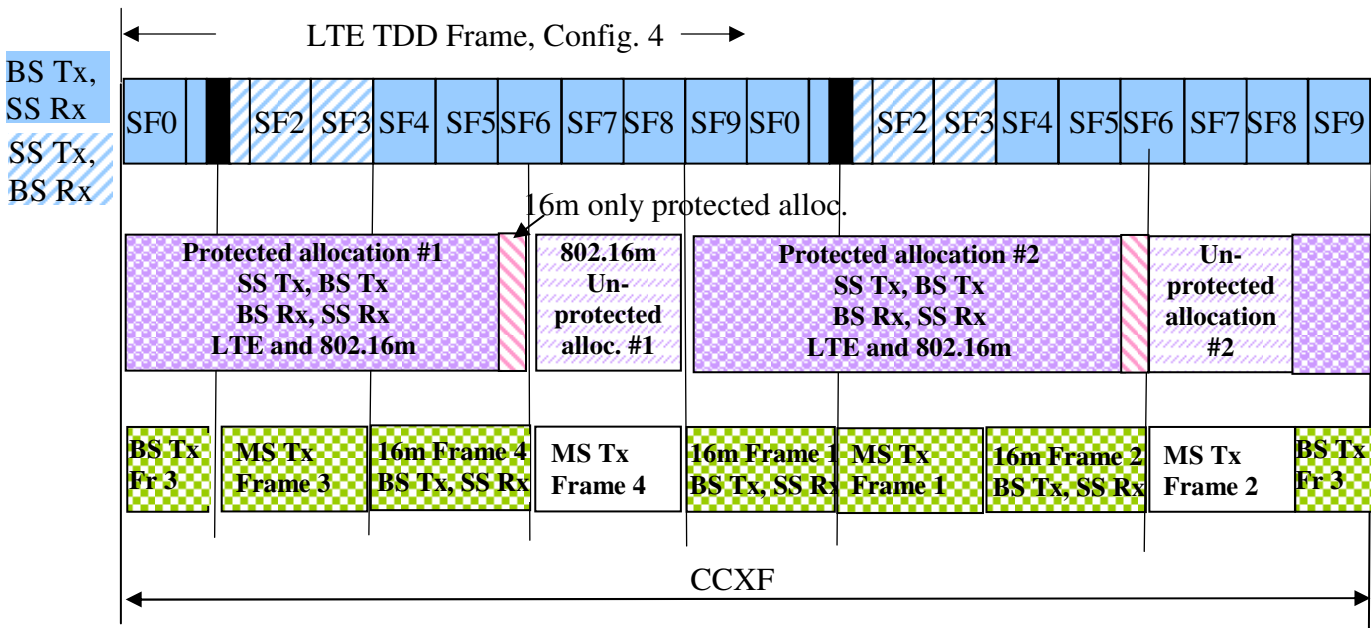 LTE TDD Frame, Config. 4
BS Tx,
SS Rx
SS Tx,
BS Rx
SF0 SF2 SF3 SF4 SF5 SF6 SF7 SF8 SF9 SF0 SF2 SF3 SF4 SF5 SF6 SF7 SF8 SF9
16m only protected alloc.
Protected allocation #1
SS Tx, BS Tx
BS Rx, SS Rx
LTE and 802.16m
802.16m
Un-
protected
alloc. #1
Protected allocation #2
SS Tx, BS Tx
BS Rx, SS Rx
LTE and 802.16m
Un-
protected
allocation
#2
BS Tx
Fr 3
MS Tx
Frame 3
16m Frame 4
BS Tx, SS Rx
MS Tx
Frame 4
16m Frame 1
BS Tx, SS Rx
MS Tx
Frame 1
16m Frame 2
BS Tx, SS Rx
MS Tx
Frame 2
BS Tx
Fr 3
CCXF